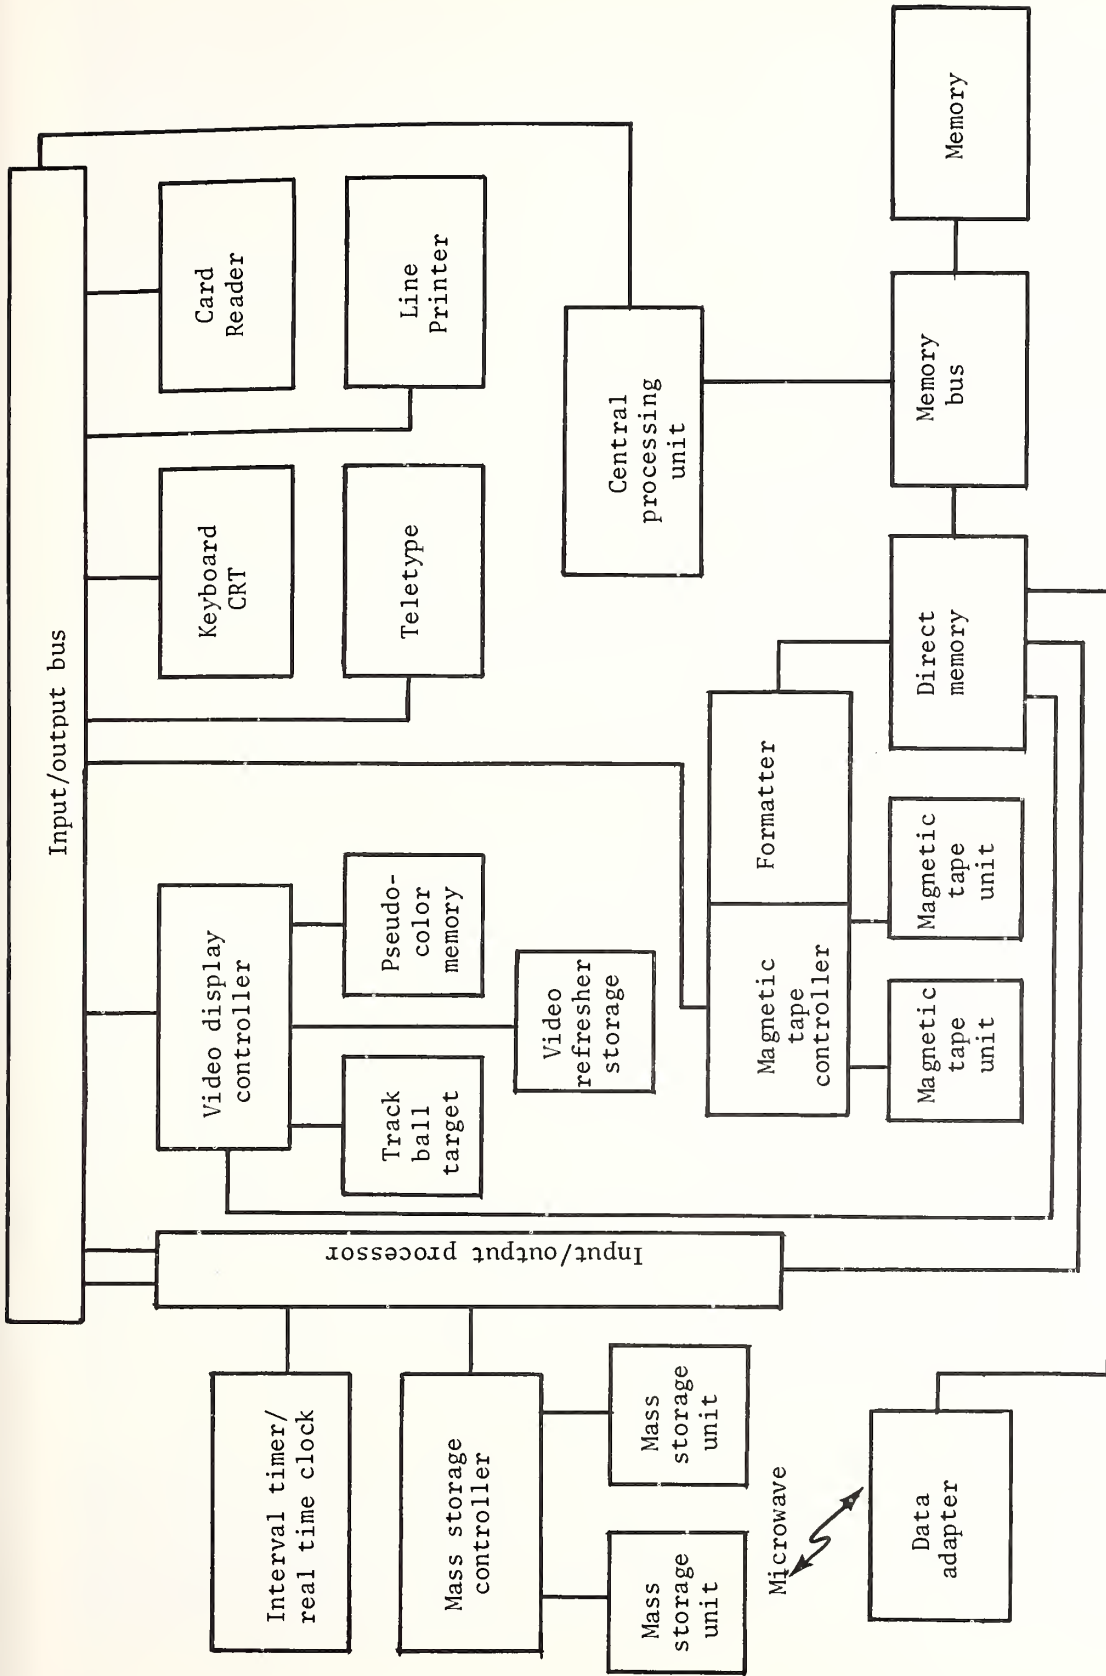 Input/output bus
Interval timer/
real time clock
Input/output processor
Video display
controller
Keyboard
CRT
Card
Reader
Mass storage
controller
Track
ball
target
Pseudo-
color
memory
Teletype
Line
Printer
Mass
storage
unit
Mass
storage
unit
Video
refresher
storage
Central
processing
unit
Microwave
Magnetic
tape
controller
Formatter
Data
adapter
Magnetic
tape
unit
Magnetic
tape
unit
Direct
memory
Memory
bus
Memory